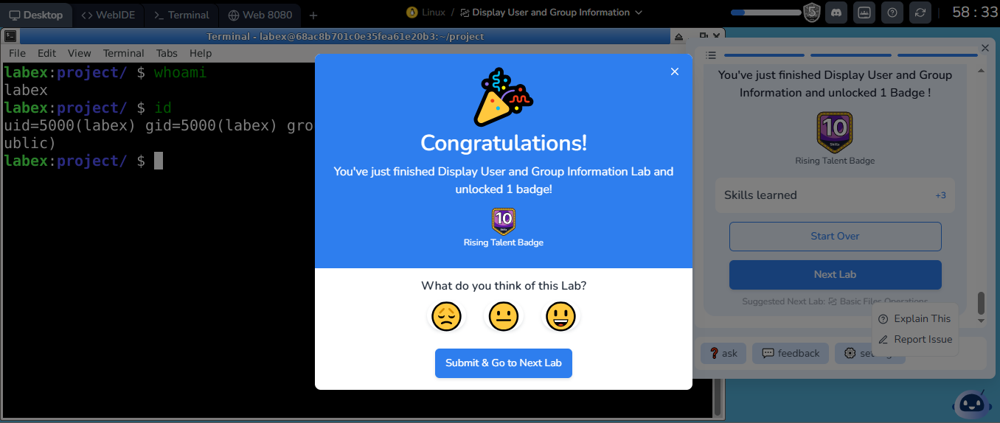 Desktop
WebIDE
Terminal
Web 8080
Linux / Display User and Group Information
5
58 : 33
Terminal - labex@68ac8b701c0e35fea61e20b3:~/project
File Edit View Terminal Tabs Help
labex:project/ $ whoami
labex
labex:project/ $ id
uid=5000(labex) gid=5000(labex) gro
ublic)
labex:project/ $
Congratulations!
You've just finished Display User and Group Information Lab and
unlocked 1 badge!
10
Skills
Rising Talent Badge
What do you think of this Lab?
Submit & Go to Next Lab
You've just finished Display User and Group
Information and unlocked 1 Badge !
10
Skills
Rising Talent Badge
Skills learned +3
Start Over
Next Lab
Suggested Next Lab: Basic Files Operations
Explain This
Report Issue
ask
feedback